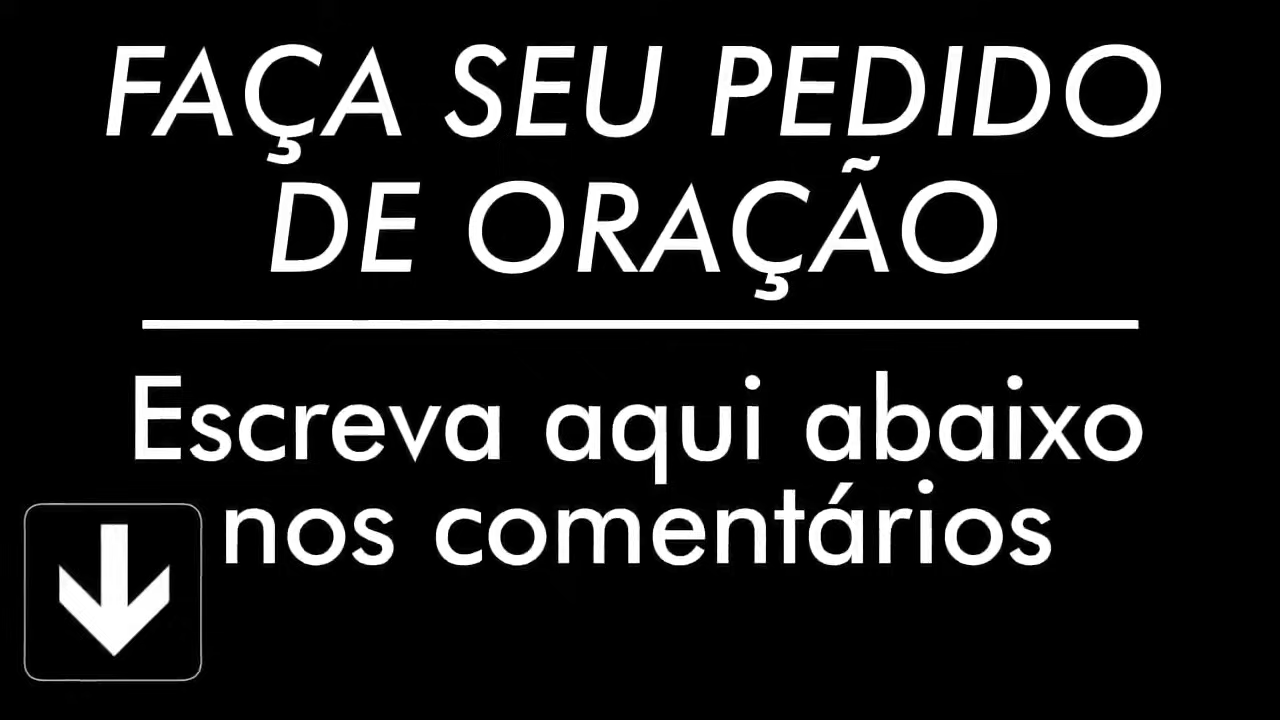 FAÇA SEU PEDIDO
DE ORAÇÃO
Escreva aqui abaixo
nos comentários